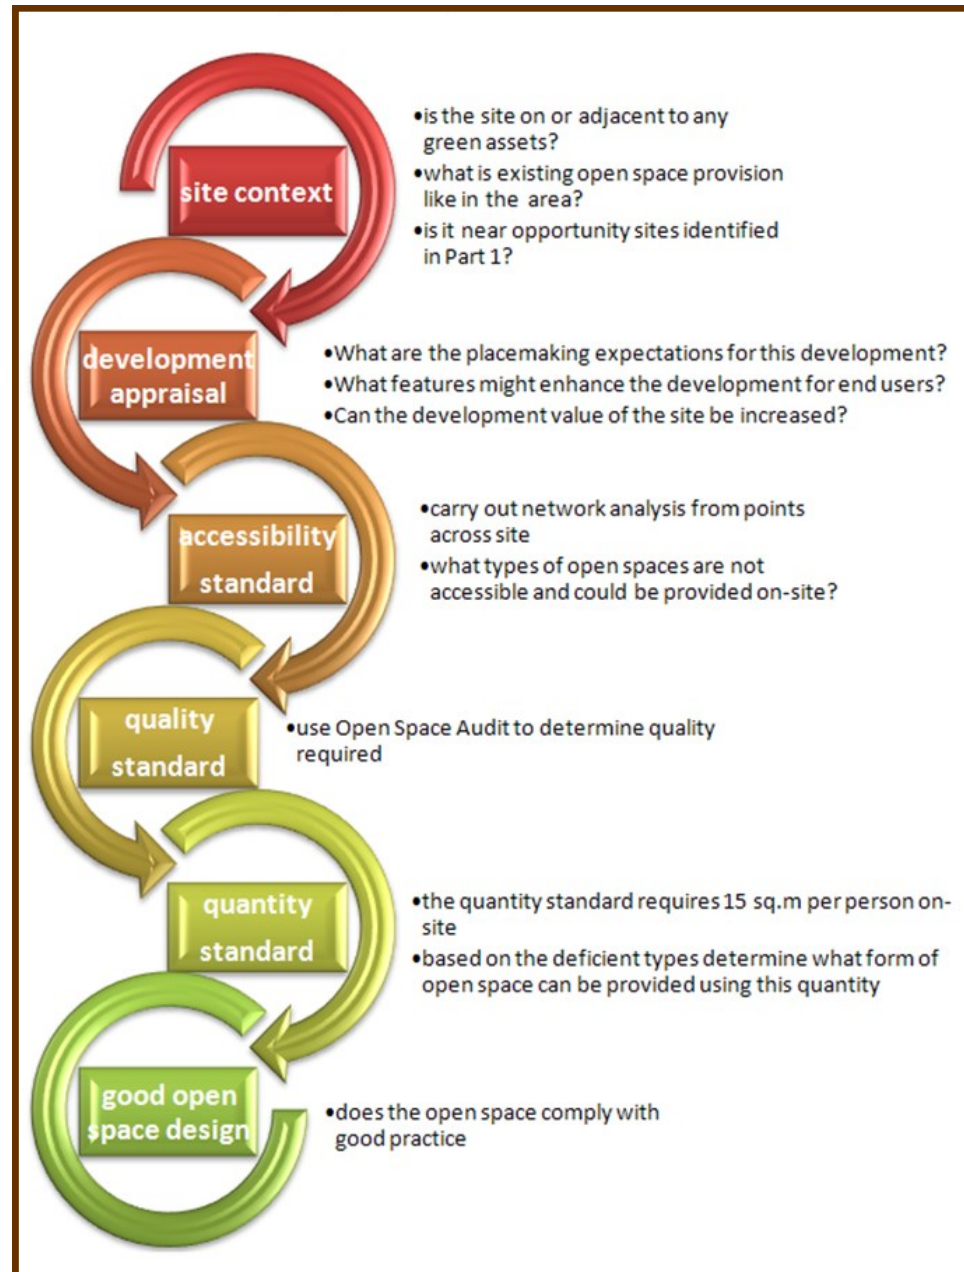 site context
•is the site on or adjacent to any
green assets?
•what is existing open space provision
like in the area?
•is it near opportunity sites identified
in Part 1?
development
appraisal
•What are the placemaking expectations for this development?
•What features might enhance the development for end users?
•Can the development value of the site be increased?
accessibility
standard
•carry out network analysis from points
across site
•what types of open spaces are not
accessible and could be provided on-site?
quality
standard
•use Open Space Audit to determine quality
required
quantity
standard
•the quantity standard requires 15 sq.m per person on-
site
•based on the deficient types determine what form of
open space can be provided using this quantity
good open
space design
•does the open space comply with
good practice